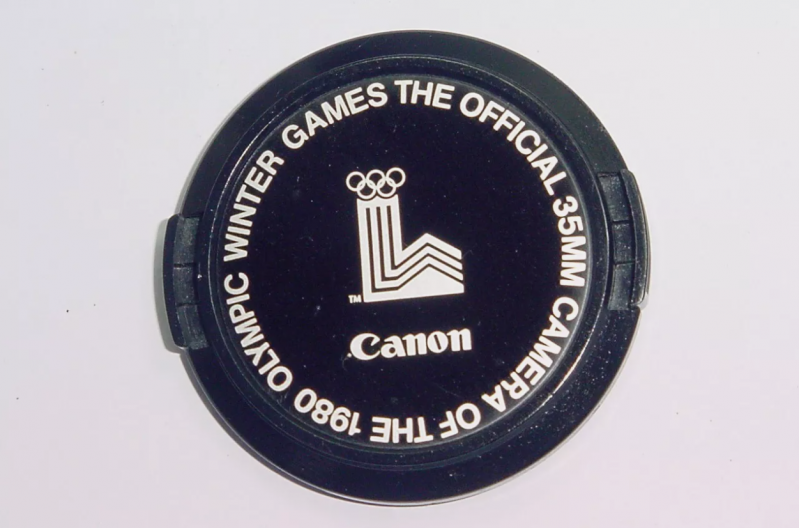 THE OFFICIAL 35MM CAMERA OF THE 1980 OLYMPIC WINTER GAMES
TM
Canon